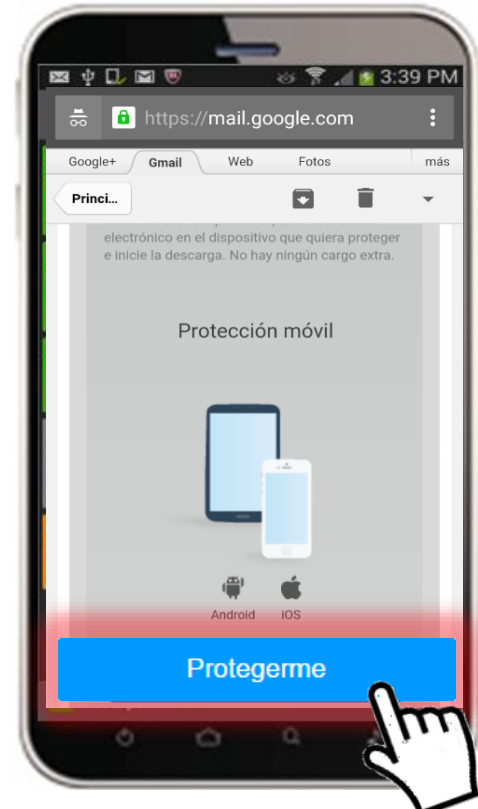 3:39 PM
https://mail.google.com
Google+ Gmail Web Fotos más
Princi...
electrónico en el dispositivo que quiera proteger
e inicie la descarga. No hay ningún cargo extra.
Protección móvil
Android iOS
Protegerme